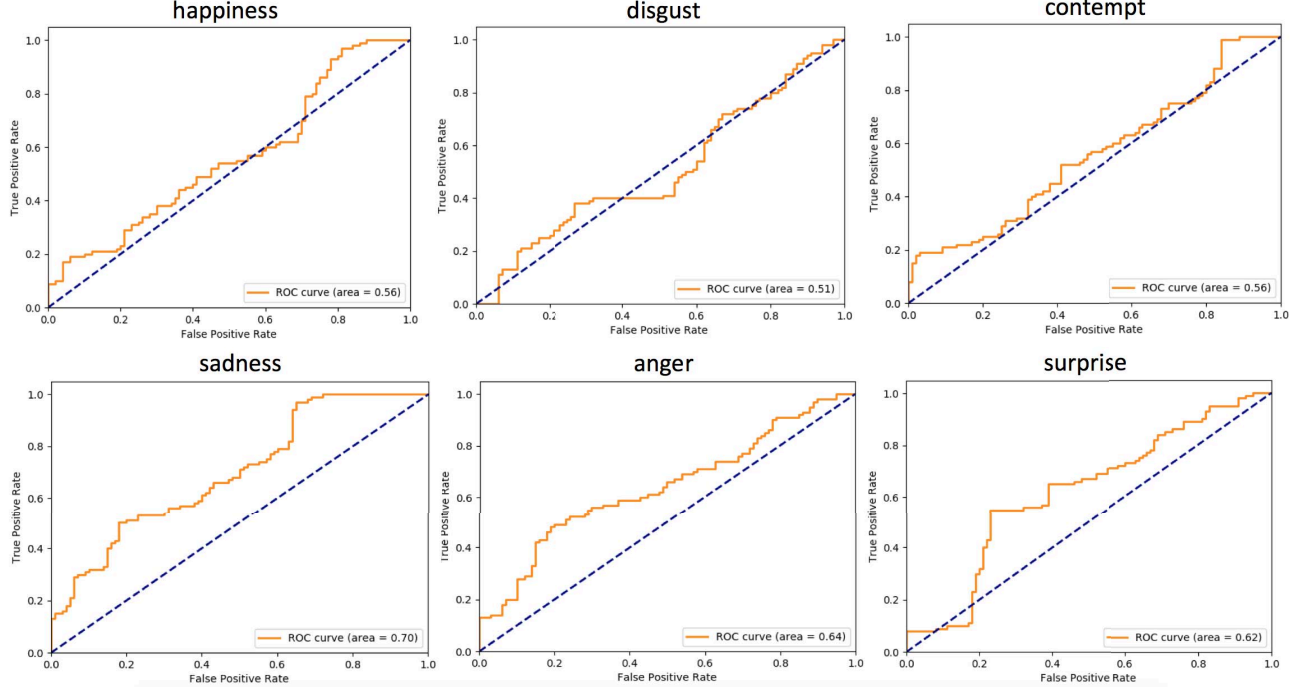 happiness
disgust
contempt
1.0
0.8
0.6
0.4
0.2
0.0
True Positive Rate
ROC curve (area = 0.56)
0.0 0.2 0.4 0.6 0.8 1.0
False Positive Rate
1.0
0.8
0.6
0.4
0.2
0.0
True Positive Rate
ROC curve (area = 0.51)
0.0 0.2 0.4 0.6 0.8 1.0
False Positive Rate
1.0
0.8
0.6
0.4
0.2
0.0
True Positive Rate
ROC curve (area = 0.56)
0.0 0.2 0.4 0.6 0.8 1.0
False Positive Rate
sadness
anger
surprise
1.0
0.8
0.6
0.4
0.2
0.0
True Positive Rate
ROC curve (area = 0.70)
0.0 0.2 0.4 0.6 0.8 1.0
False Positive Rate
1.0
0.8
0.6
0.4
0.2
0.0
True Positive Rate
ROC curve (area = 0.64)
0.0 0.2 0.4 0.6 0.8 1.0
False Positive Rate
1.0
0.8
0.6
0.4
0.2
0.0
True Positive Rate
ROC curve (area = 0.62)
0.0 0.2 0.4 0.6 0.8 1.0
False Positive Rate